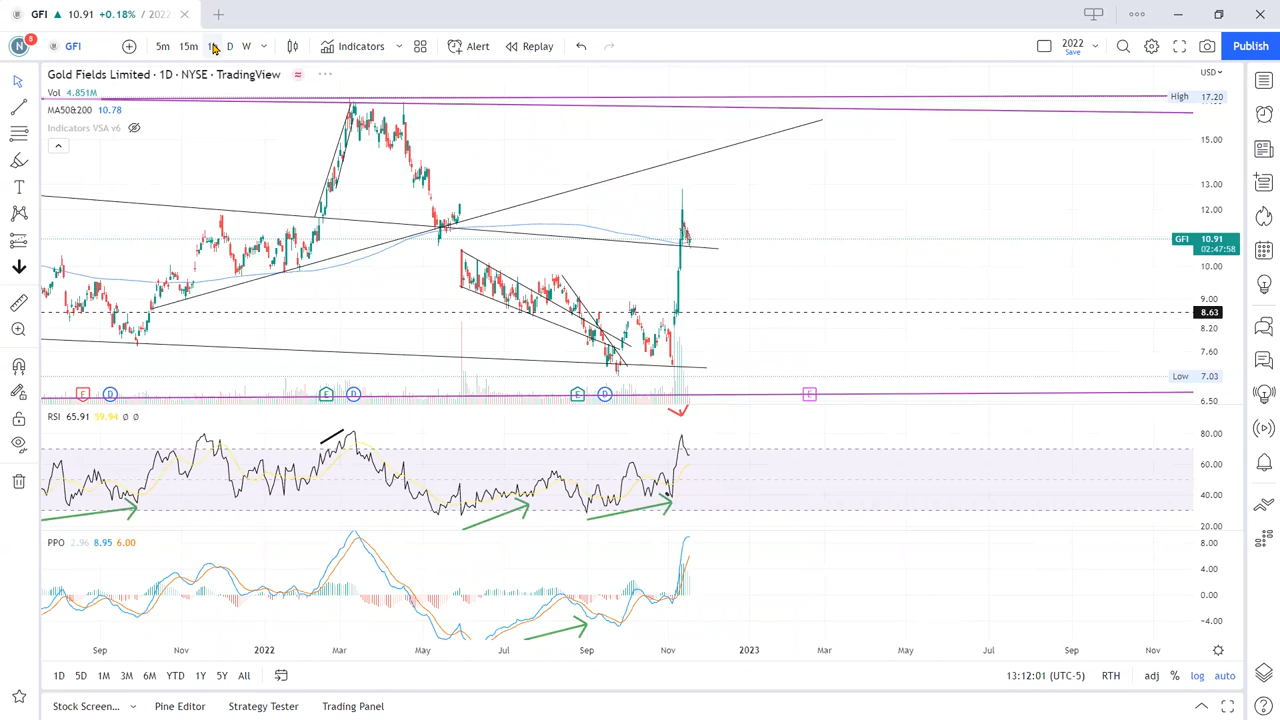 GFI ▲ 10.91 +0.18% / 2022
N 8 GFI 5m 15m D W Indicators Alert Replay 2022 Save Publish
Gold Fields Limited · 1D · NYSE · TradingView USD
Vol 4.851M
MA50&200 10.78
Indicators VSA v6
High 17.20
15.00
13.00
12.00
GFI 10.91
02:47:58
10.00
9.00
8.63
8.20
7.60
Low 7.03
6.50
E D E D E D E
RSI 65.91 59.94 ∅ ∅
80.00
60.00
40.00
20.00
PPO 2.96 8.95 6.00
8.00
4.00
0.00
−4.00
Sep Nov 2022 Mar May Jul Sep Nov 2023 Mar May Jul Sep Nov
1D 5D 1M 3M 6M YTD 1Y 5Y All 13:12:01 (UTC-5) RTH adj % log auto
Stock Screen... Pine Editor Strategy Tester Trading Panel